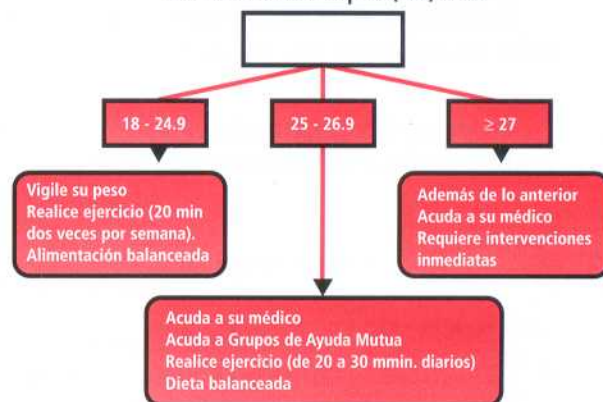 18 - 24.9
25 - 26.9
≥ 27
Vigile su peso
Realice ejercicio (20 min
dos veces por semana).
Alimentación balanceada
Además de lo anterior
Acuda a su médico
Requiere intervenciones
inmediatas
Acuda a su médico
Acuda a Grupos de Ayuda Mutua
Realice ejercicio (de 20 a 30 mmin. diarios)
Dieta balanceada